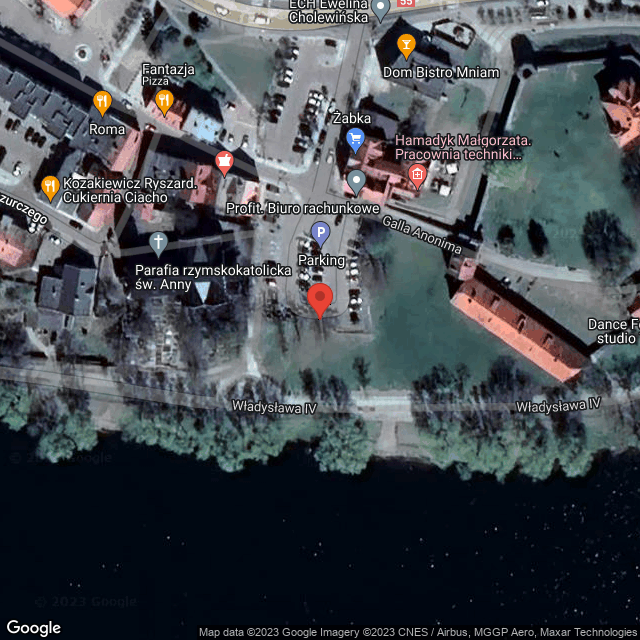 ECH Ewelina
Cholewińska
55
Fantazja
Pizza
Dom Bistro Mniam
Roma
Żabka
Hamadyk Małgorzata.
Pracownia techniki...
Kozakiewicz Ryszard.
Cukiernia Ciacho
Profit. Biuro rachunkowe
Galla Anonima
P
Parking
Parafia rzymskokatolicka
św. Anny
Dance Fo
studio
Władysława IV
Władysława IV
© 2023 Google
© 2023 Google
Google
Map data ©2023 Google Imagery ©2023 CNES / Airbus, MGGP Aero, Maxar Technologies